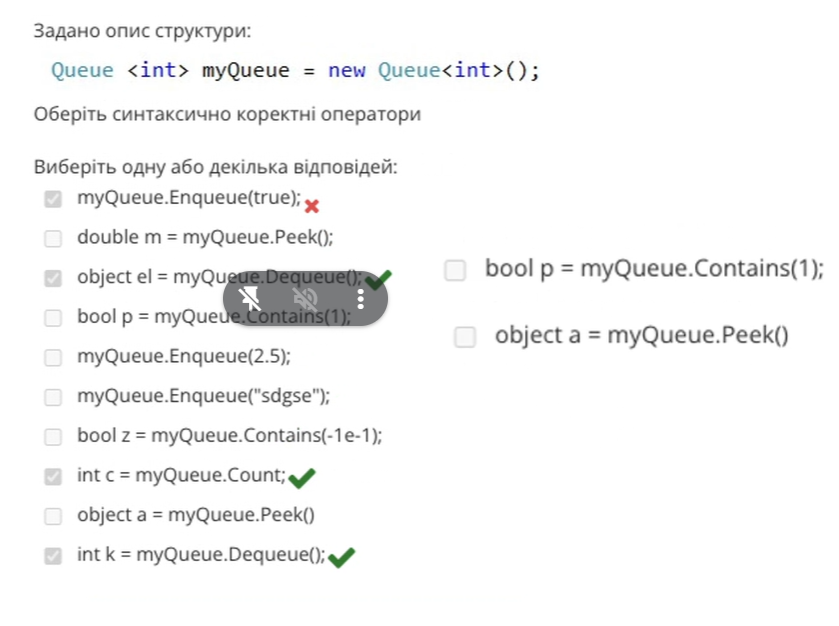 Задано опис структури:
Queue <int> myQueue = new Queue<int>();
Оберіть синтаксично коректні оператори
Виберіть одну або декілька відповідей:
myQueue.Enqueue(true);
double m = myQueue.Peek();
object el = myQueue.Dequeue();
bool p = myQueue.Contains(1);
myQueue.Enqueue(2.5);
myQueue.Enqueue("sdgse");
bool z = myQueue.Contains(-1e-1);
int c = myQueue.Count;
object a = myQueue.Peek()
int k = myQueue.Dequeue();
bool p = myQueue.Contains(1);
object a = myQueue.Peek()